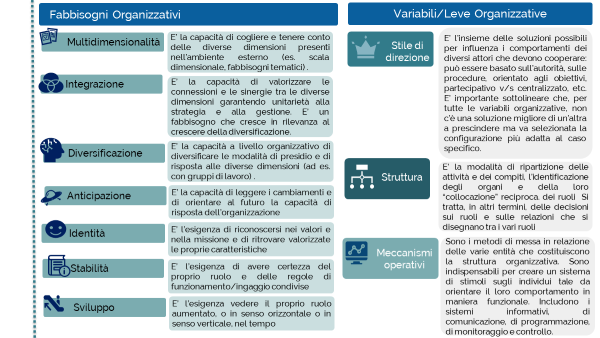 Fabbisogni Organizzativi
Multidimensionalità
E' la capacità di cogliere e tenere conto
delle diverse dimensioni presenti
nell'ambiente esterno (es. scala
dimensionale, fabbisogni tematici) .
Integrazione
E' la capacità di valorizzare le
connessioni e le sinergie tra le diverse
dimensioni garantendo unitarietà alla
strategia e alla gestione. E' un
fabbisogno che cresce in rilevanza al
crescere della diversificazione.
Diversificazione
E' la capacità a livello organizzativo di
diversificare le modalità di presidio e di
risposta alle diverse dimensioni (ad es.
con gruppi di lavoro) .
Anticipazione
E' la capacità di leggere i cambiamenti e
di orientare al futuro la capacità di
risposta dell'organizzazione
Identità
E' l'esigenza di riconoscersi nei valori e
nella missione e di ritrovare valorizzate
le proprie caratteristiche
Stabilità
E' l'esigenza di avere certezza del
proprio ruolo e delle regole di
funzionamento/ingaggio condivise
Sviluppo
E' l'esigenza vedere il proprio ruolo
aumentato, o in senso orizzontale o in
senso verticale, nel tempo
Variabili/Leve Organizzative
Stile di
direzione
E' l'insieme delle soluzioni possibili
per influenza i comportamenti dei
diversi attori che devono cooperare:
può essere basato sull'autorità, sulle
procedure, orientato agli obiettivi,
partecipativo v/s centralizzato, etc.
E' importante sottolineare che, per
tutte le variabili organizzative, non
c'è una soluzione migliore di un'altra
a prescindere ma va selezionata la
configurazione più adatta al caso
specifico.
Struttura
E' la modalità di ripartizione delle
attività e dei compiti, l'identificazione
degli organi e della loro
"collocazione" reciproca. dei ruoli Si
tratta, in altri termini, delle decisioni
sui ruoli e sulle relazioni che si
disegnano tra i vari ruoli
Meccanismi
operativi
Sono i metodi di messa in relazione
delle varie entità che costituiscono
la struttura organizzativa. Sono
indispensabili per creare un sistema
di stimoli sugli individui tale da
orientare il loro comportamento in
maniera funzionale. Includono i
sistemi informativi, di
comunicazione, di programmazione,
di monitoraggio e controllo.